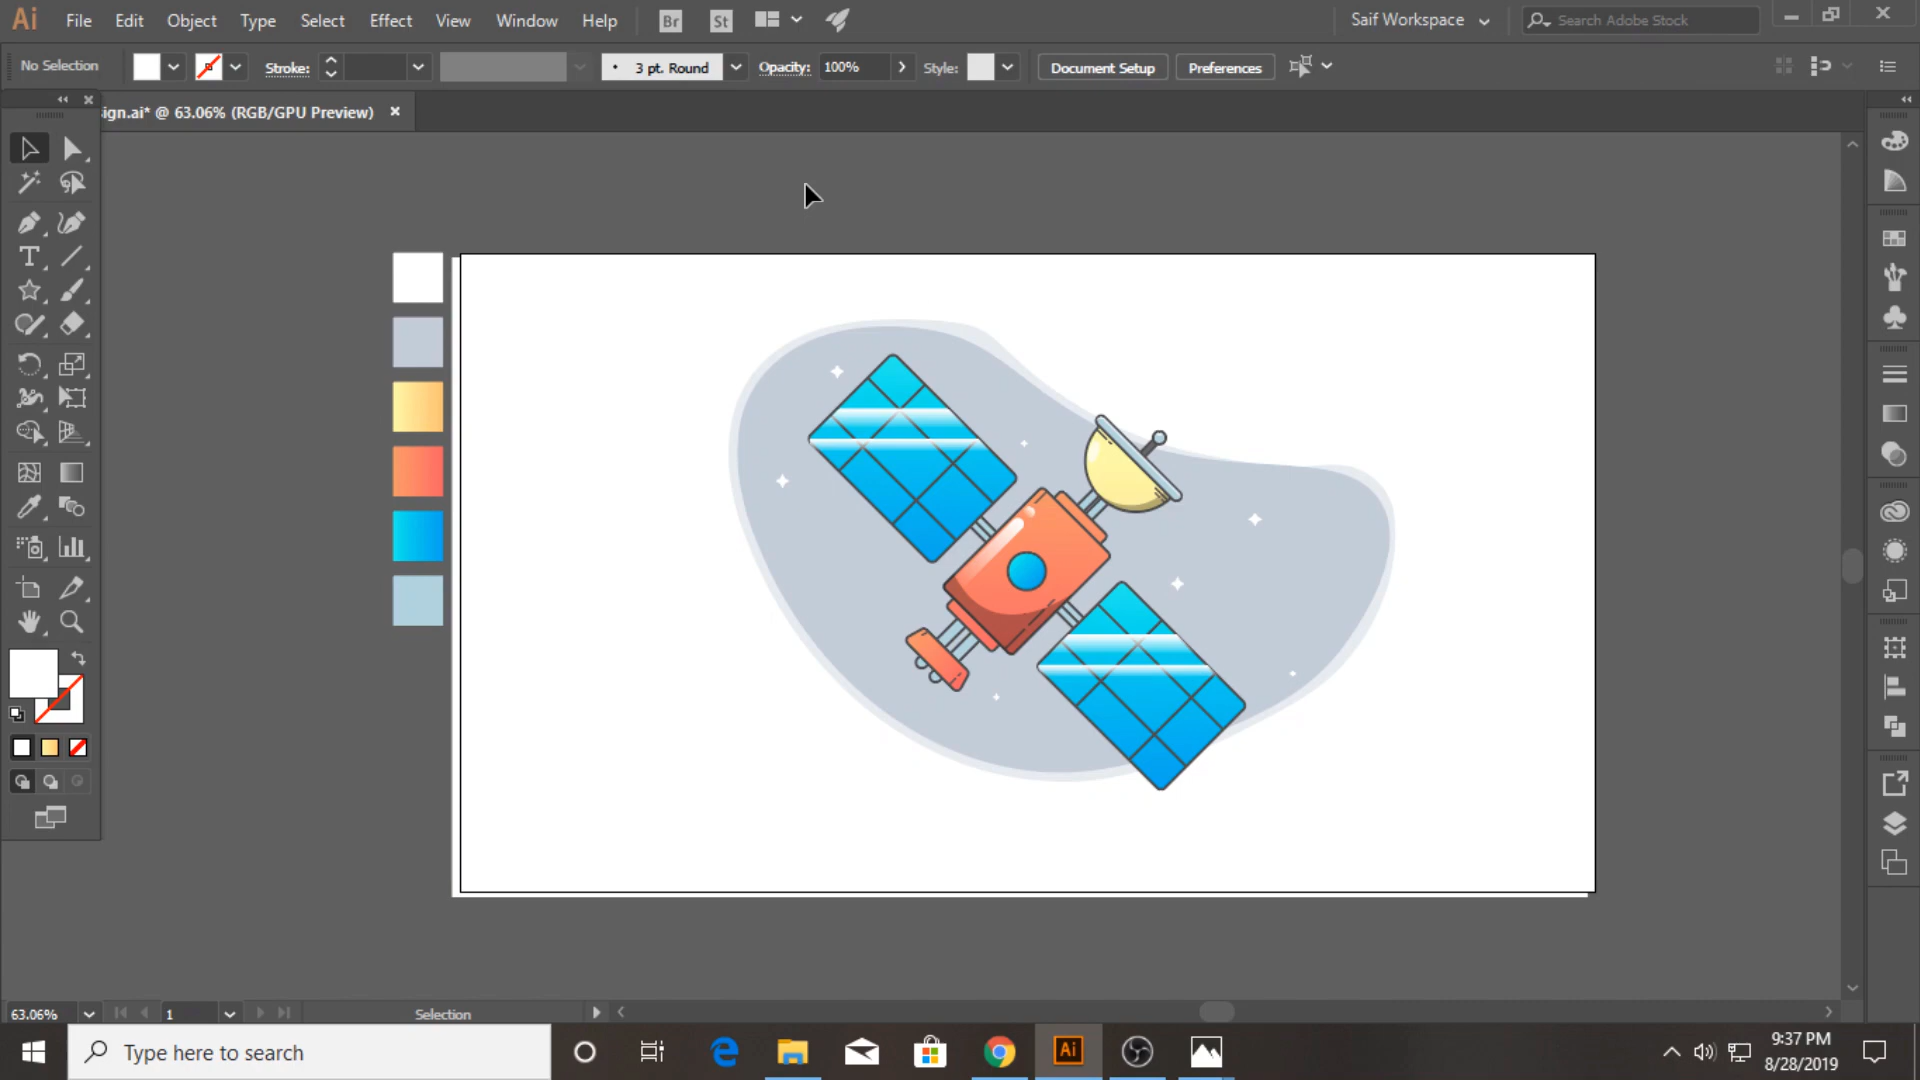 Ai File Edit Object Type Select Effect View Window Help Br St Saif Workspace Search Adobe Stock
No Selection Stroke: 3 pt. Round Opacity: 100% Style: Document Setup Preferences
ign.ai* @ 63.06% (RGB/GPU Preview)
T
63.06% 1 Selection
Type here to search
Ai
9:37 PM
8/28/2019